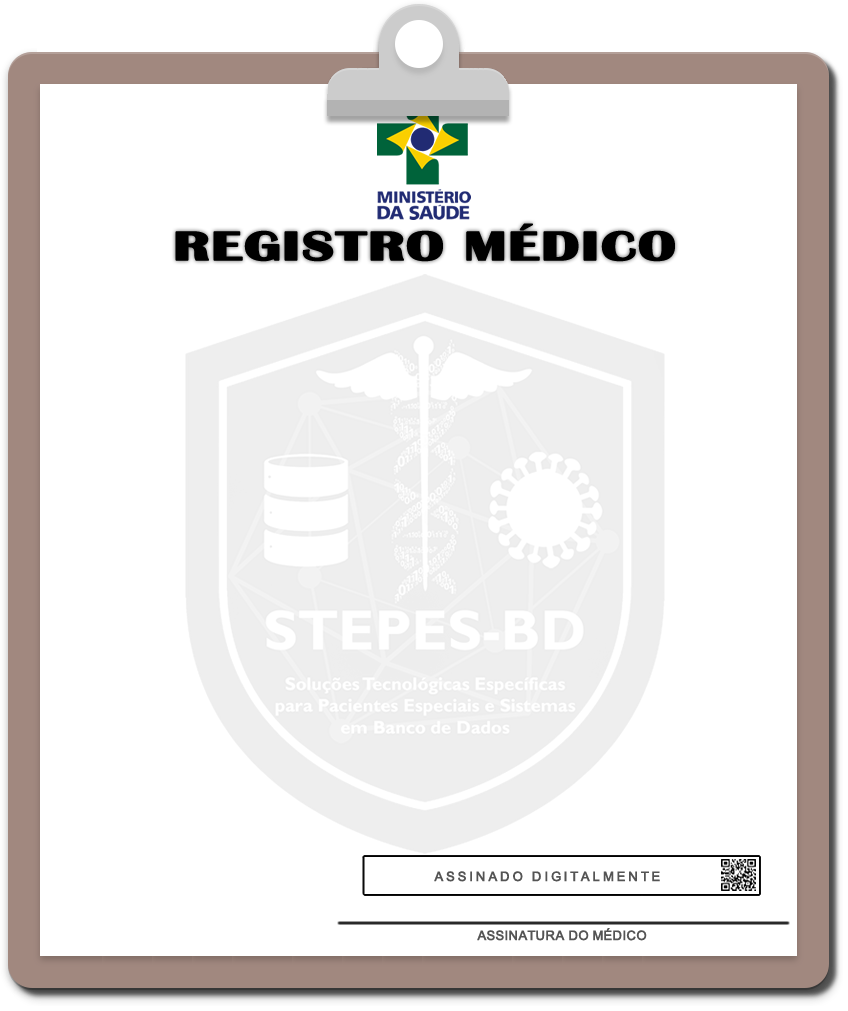 MINISTÉRIO
DA SAÚDE
REGISTRO MÉDICO
STEPES-BD
Soluções Tecnológicas Específicas
para Pacientes Especiais e Sistemas
em Banco de Dados
ASSINADO DIGITALMENTE
ASSINATURA DO MÉDICO